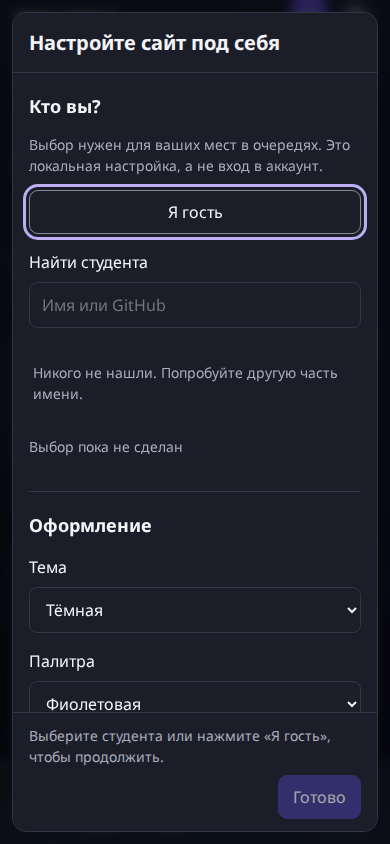 Настройте сайт под себя
Кто вы?
Выбор нужен для ваших мест в очередях. Это
локальная настройка, а не вход в аккаунт.
Я гость
Найти студента
Имя или GitHub
Никого не нашли. Попробуйте другую часть
имени.
Выбор пока не сделан
Оформление
Тема
Тёмная
Палитра
Фиолетовая
Выберите студента или нажмите «Я гость»,
чтобы продолжить.
Готово